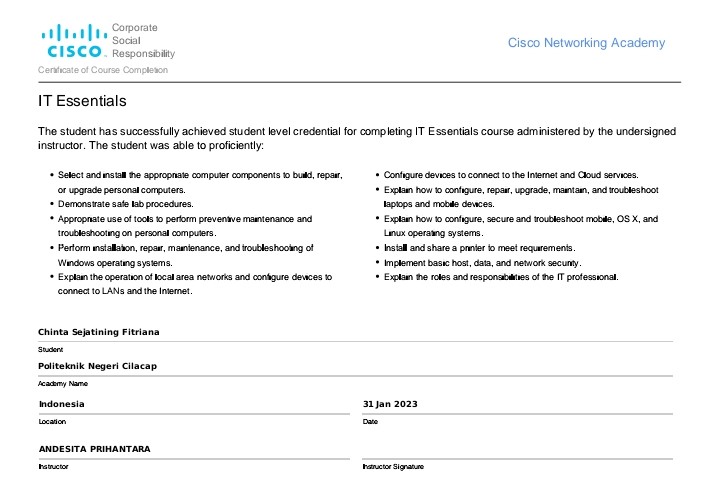 CISCO
Corporate
Social
Responsibility
Cisco Networking Academy
Certificate of Course Completion
IT Essentials
The student has successfully achieved student level credential for completing IT Essentials course administered by the undersigned
instructor. The student was able to proficiently:
• Select and install the appropriate computer components to build, repair,
or upgrade personal computers.
• Demonstrate safe lab procedures.
• Appropriate use of tools to perform preventive maintenance and
troubleshooting on personal computers.
• Perform installation, repair, maintenance, and troubleshooting of
Windows operating systems.
• Explain the operation of local area networks and configure devices to
connect to LANs and the Internet.
• Configure devices to connect to the Internet and Cloud services.
• Explain how to configure, repair, upgrade, maintain, and troubleshoot
laptops and mobile devices.
• Explain how to configure, secure and troubleshoot mobile, OS X, and
Linux operating systems.
• Install and share a printer to meet requirements.
• Implement basic host, data, and network security.
• Explain the roles and responsibilities of the IT professional.
Chinta Sejatining Fitriana
Student
Politeknik Negeri Cilacap
Academy Name
Indonesia
Location
31 Jan 2023
Date
ANDESITA PRIHANTARA
Instructor
Instructor Signature